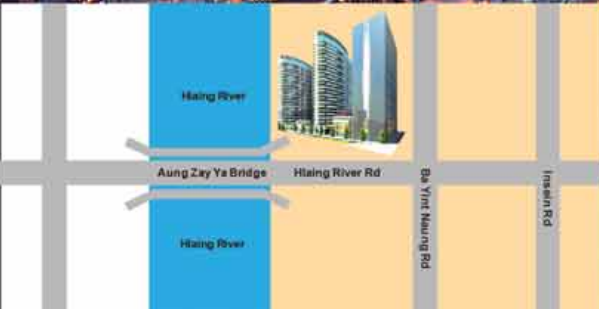 Hlaing River
Aung Zay Ya Bridge
Hlaing River Rd
Ba Yint Naung Rd
Insein Rd
Hlaing River